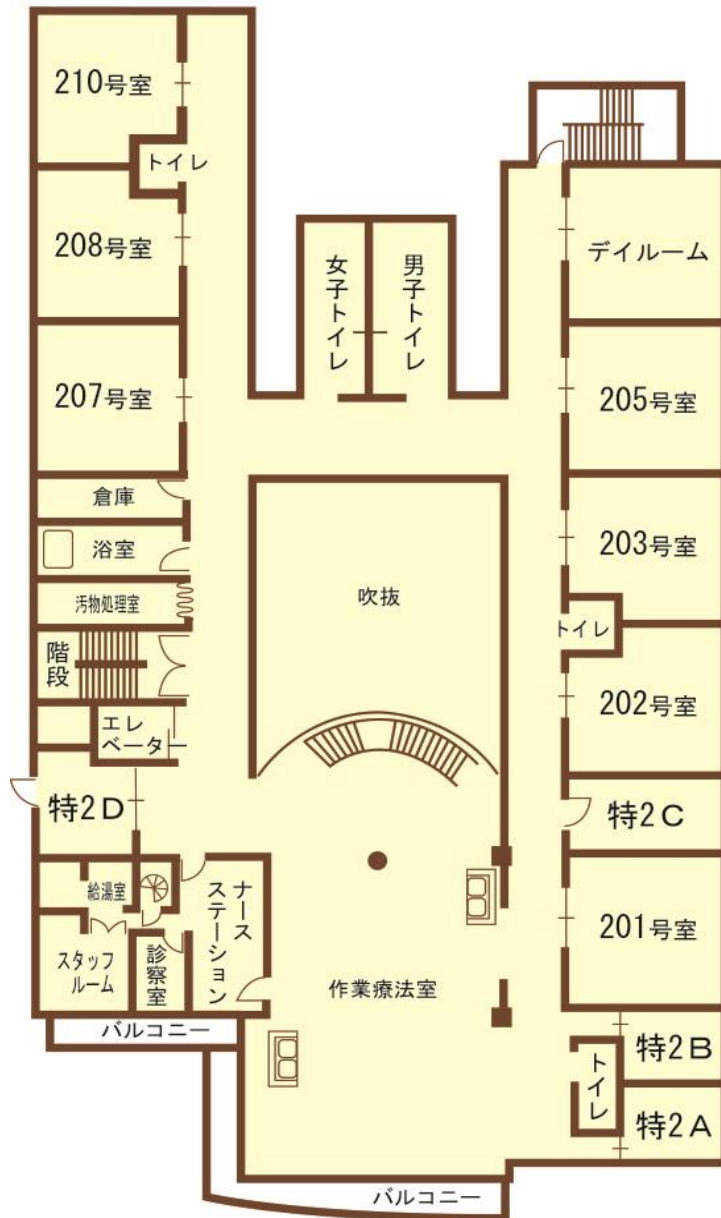 210号室
トイレ
208号室
207号室
倉庫
浴室
汚物処理室
階段
エレ
ベーター
特2D
給湯室
スタッフ
ルーム
診察室
ナース
ステーション
バルコニー
女子トイレ
男子トイレ
吹抜
作業療法室
バルコニー
デイルーム
205号室
203号室
トイレ
202号室
特2C
201号室
特2B
トイレ
特2A